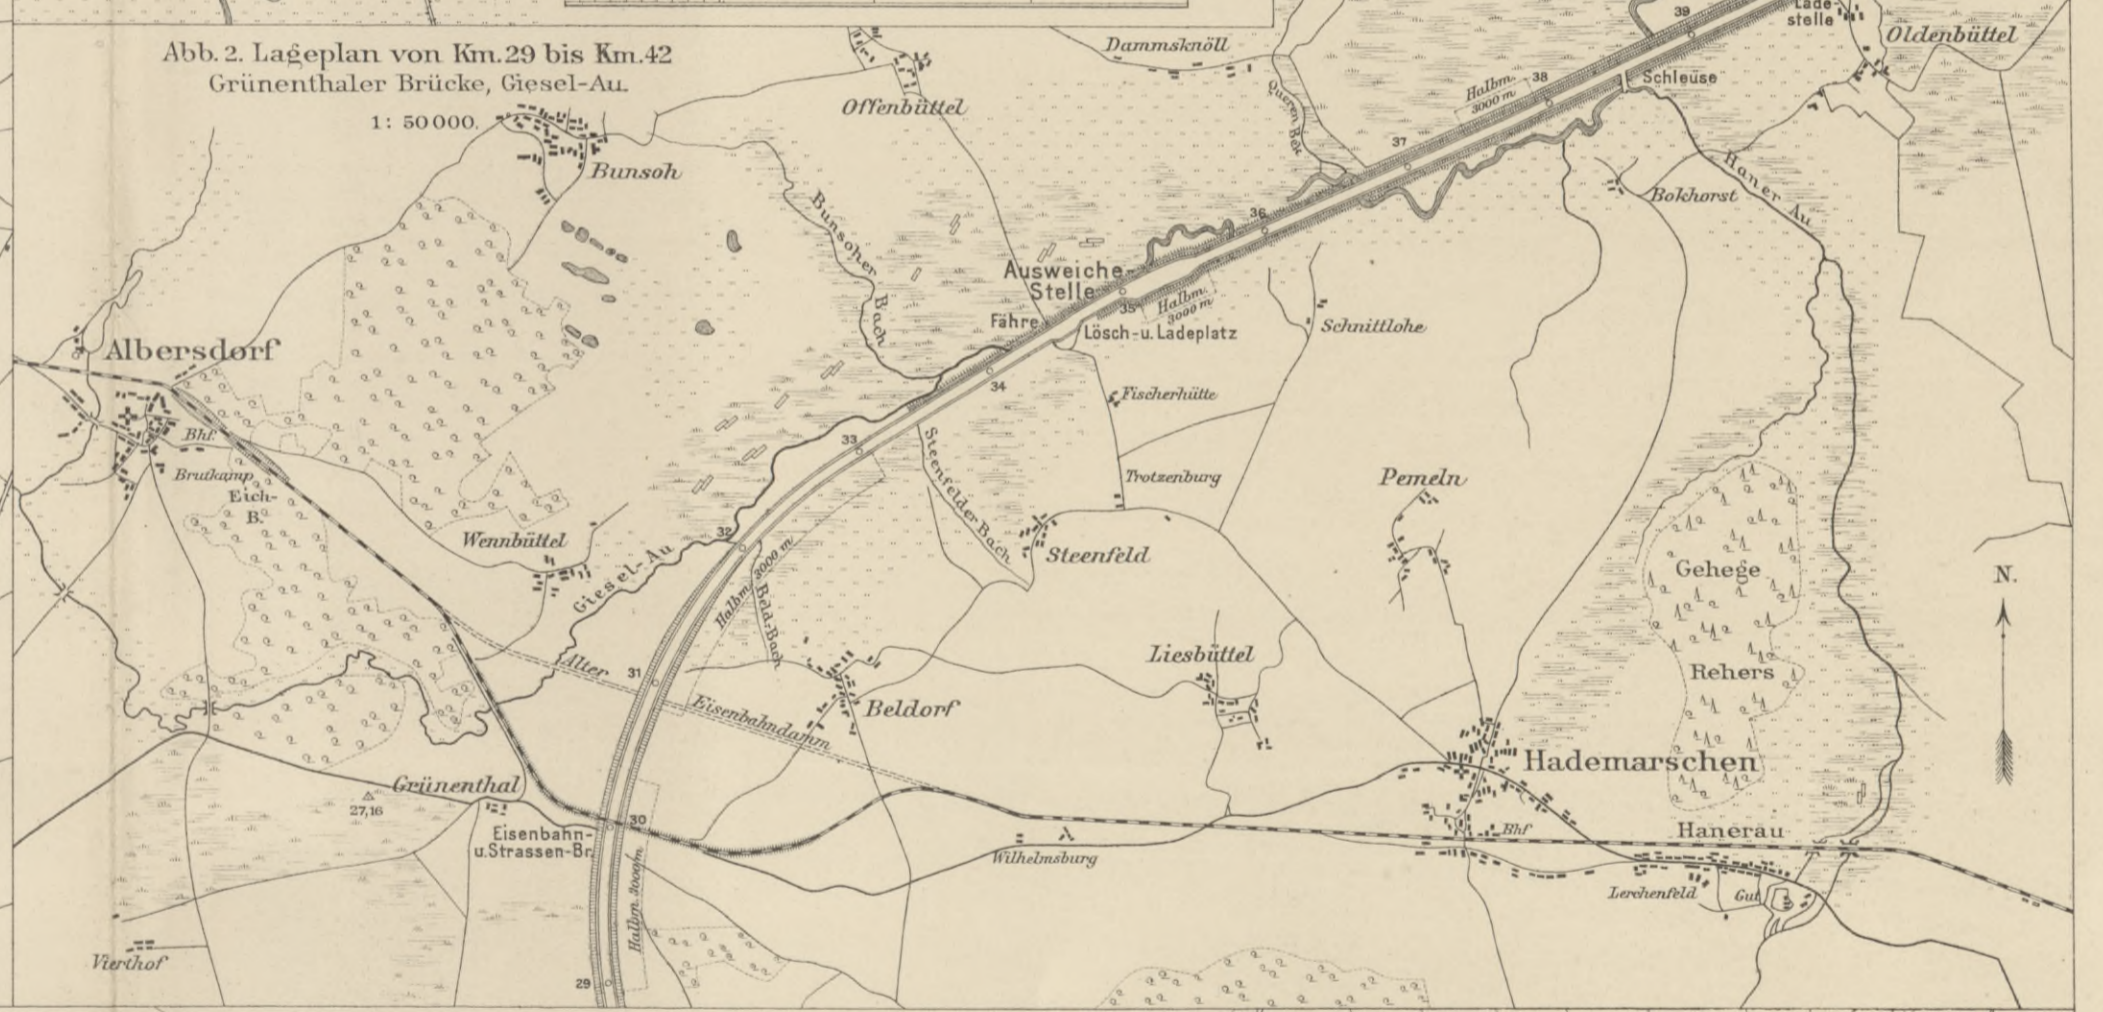 Abb. 2. Lageplan von Km. 29 bis Km. 42
Grünenthaler Brücke, Giesel-Au.
1 : 50 000.
Dammsknöll
39
Lade-
stelle
Oldenbüttel
Offenbüttel
Queren Bek
Halbm.
3000 m
38
Schleuse
Bunsoh
37
Haner Au
Bokhorst
Bunsoher Bach
36
Ausweiche-
Stelle
35
Halbm.
3000 m
Fähre
Lösch- u. Ladeplatz
Schnittlohe
Albersdorf
34
Fischerhütte
Bhf.
33
Brutkamp
Eich-
B.
Steenfelder Bach
Trotzenburg
Pemeln
Wennbüttel
32
Giesel-Au
Steenfeld
Halbm. 3000 m
Beld-Bach
Gehege
N.
Alter
31
Liesbüttel
Rehers
Eisenbahndamm
Beldorf
Hademarschen
Grünenthal
27,16
30
Eisenbahn-
u. Strassen-Br.
Wilhelmsburg
Bhf
Hanerau
Halbm. 3000 m
Lerchenfeld
Gut
Vierthof
29